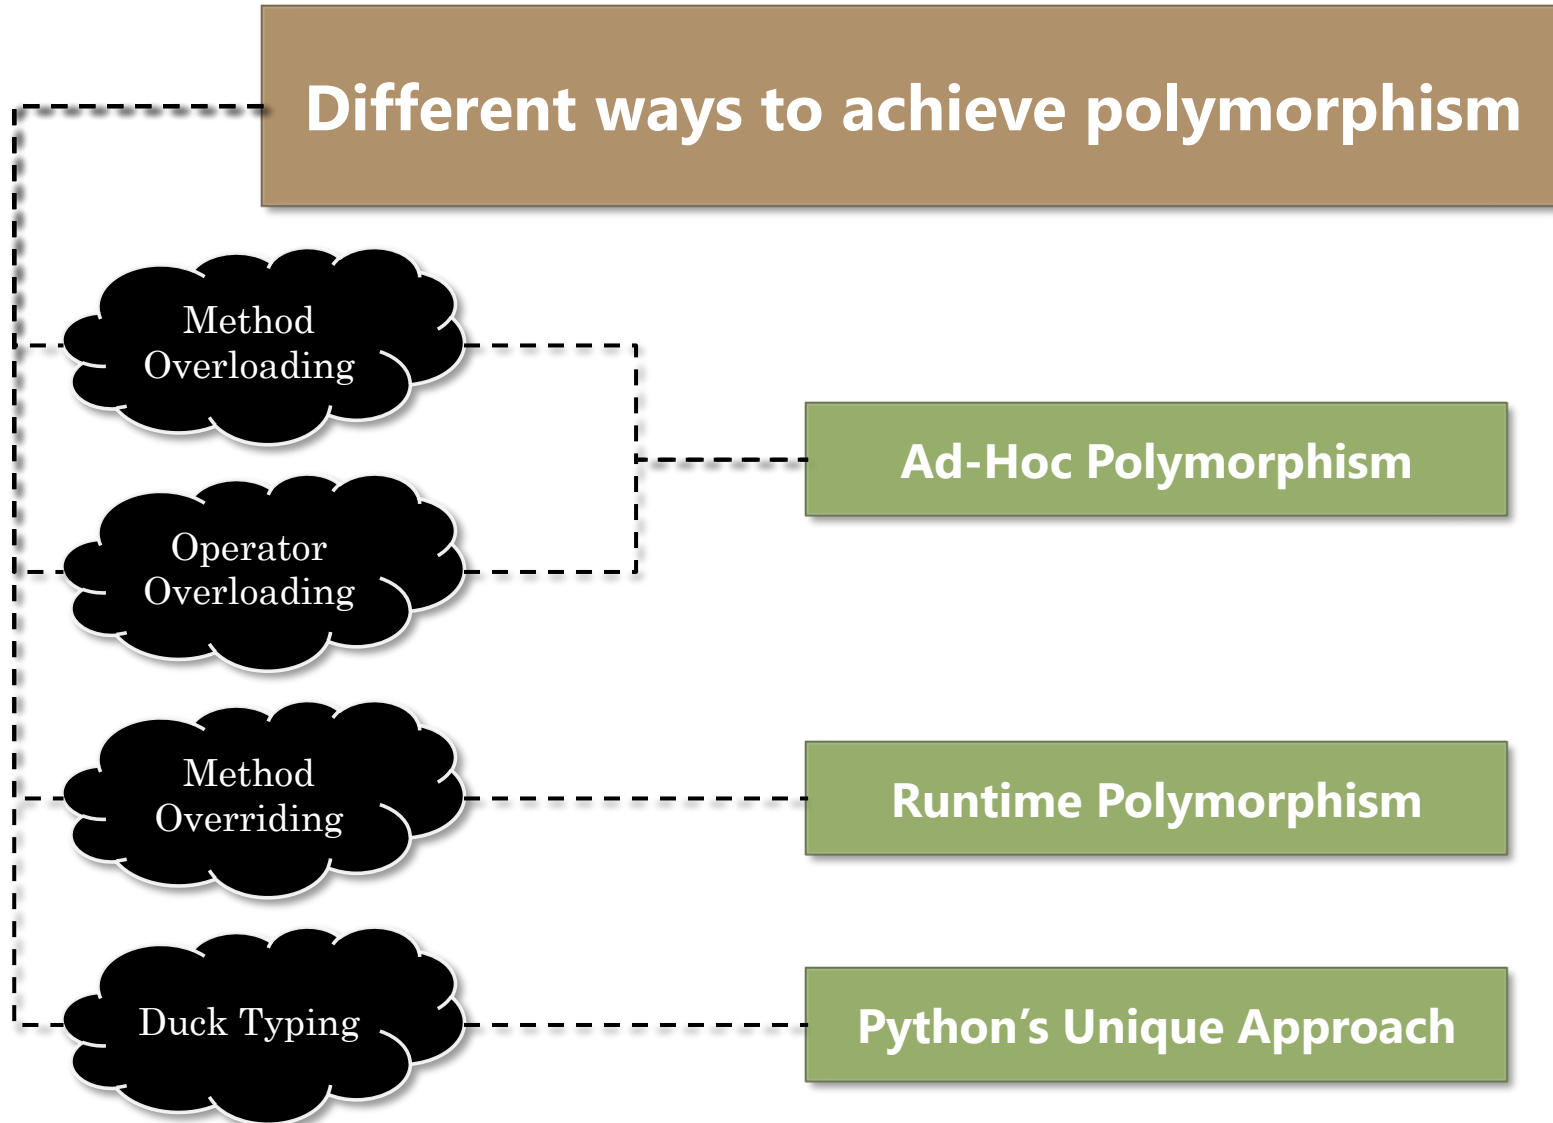 Different ways to achieve polymorphism
Method
Overloading
Ad-Hoc Polymorphism
Operator
Overloading
Method
Overriding
Runtime Polymorphism
Duck Typing
Python’s Unique Approach